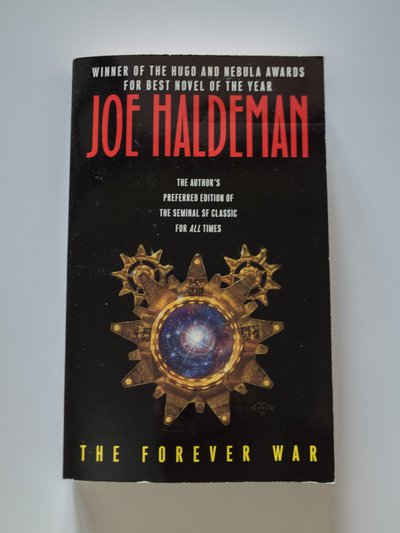 WINNER OF THE HUGO AND NEBULA AWARDS
FOR BEST NOVEL OF THE YEAR
JOE HALDEMAN
THE AUTHOR'S
PREFERRED EDITION OF
THE SEMINAL SF CLASSIC
FOR ALL TIMES
THE FOREVER WAR